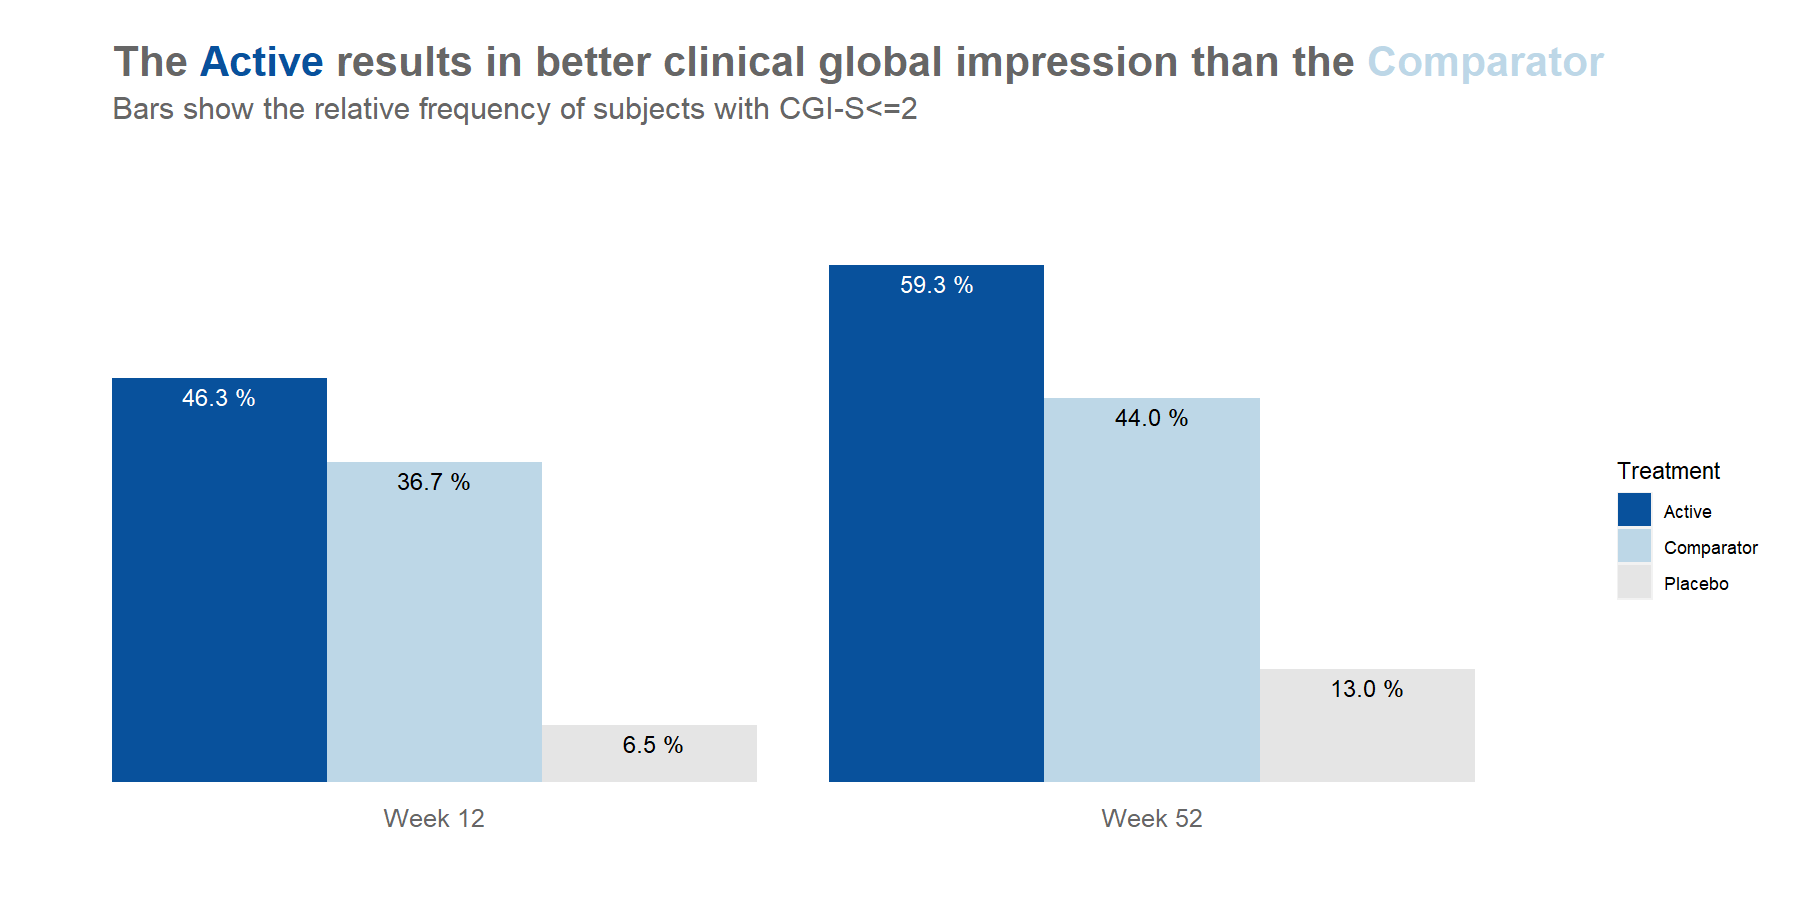 The Active results in better clinical global impression than the Comparator
Bars show the relative frequency of subjects with CGI-S<=2
59.3 %
46.3 %
44.0 %
36.7 %
13.0 %
6.5 %
Treatment
Active
Comparator
Placebo
Week 12
Week 52